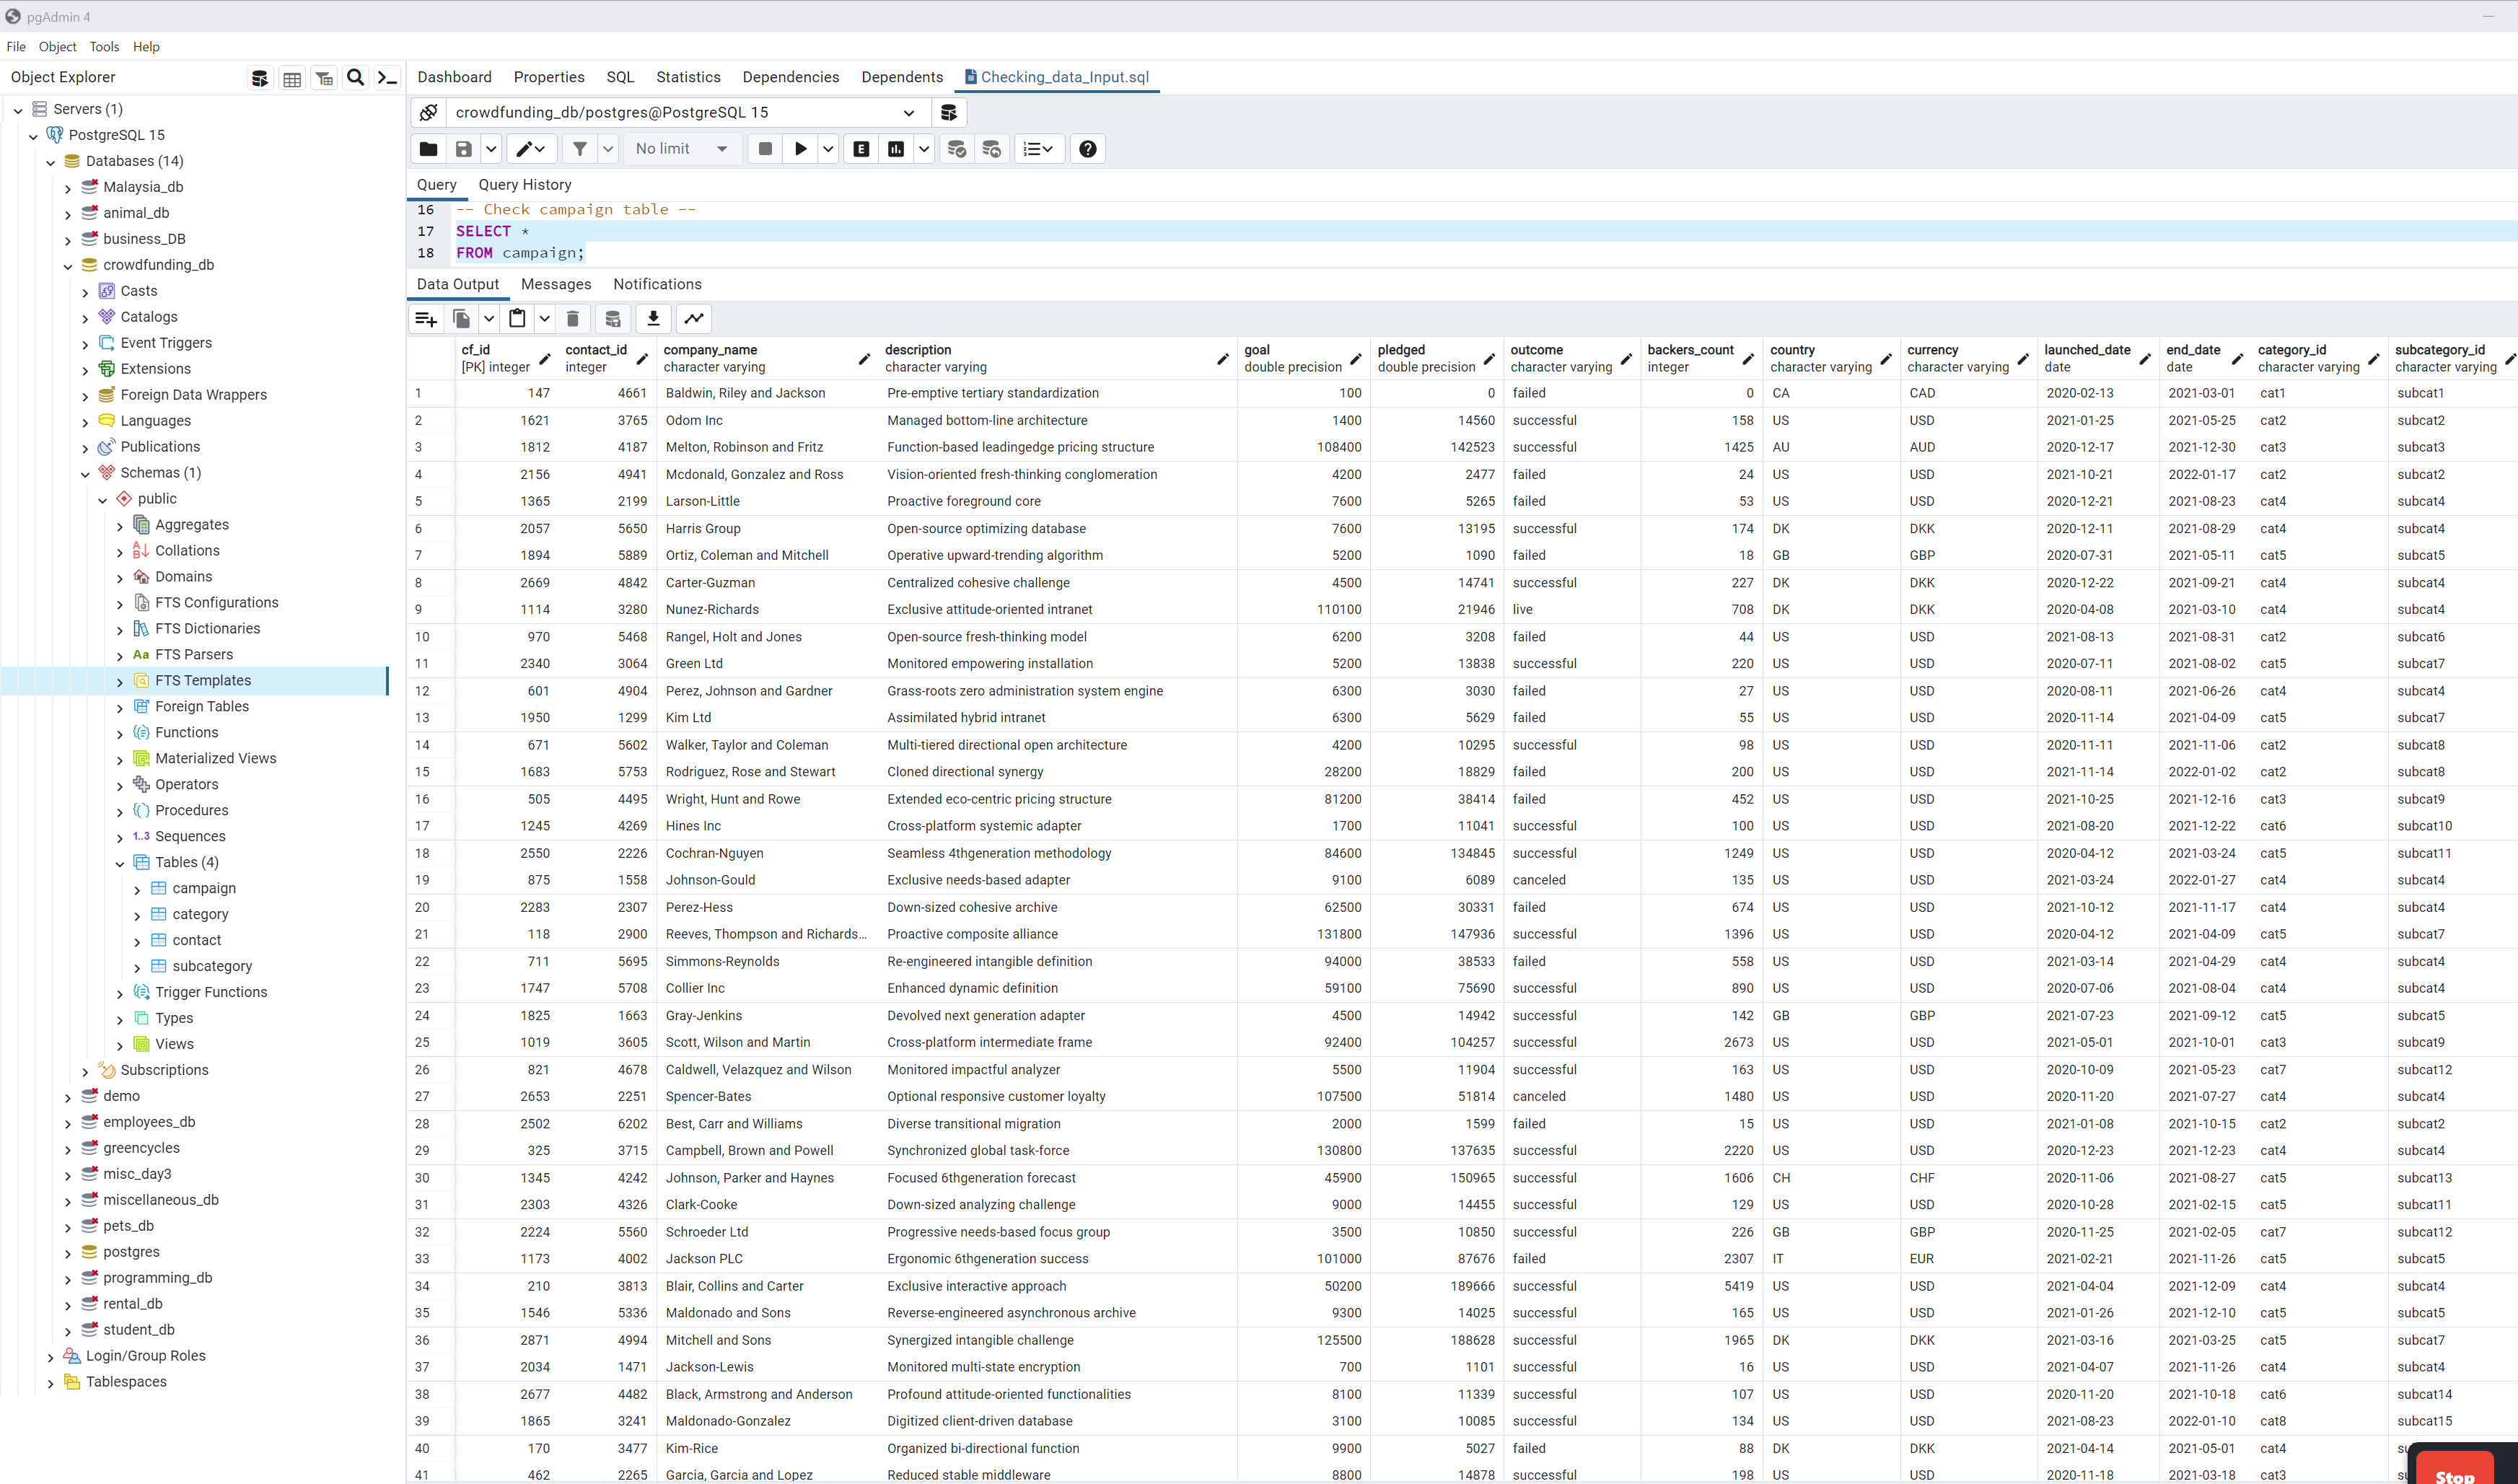 pgAdmin 4
File Object Tools Help
Object Explorer
Servers (1)
PostgreSQL 15
Databases (14)
Malaysia_db
animal_db
business_DB
crowdfunding_db
Casts
Catalogs
Event Triggers
Extensions
Foreign Data Wrappers
Languages
Publications
Schemas (1)
public
Aggregates
Collations
Domains
FTS Configurations
FTS Dictionaries
Aa FTS Parsers
FTS Templates
Foreign Tables
Functions
Materialized Views
Operators
Procedures
1..3 Sequences
Tables (4)
campaign
category
contact
subcategory
Trigger Functions
Types
Views
Subscriptions
demo
employees_db
greencycles
misc_day3
miscellaneous_db
pets_db
postgres
programming_db
rental_db
student_db
Login/Group Roles
Tablespaces
Dashboard Properties SQL Statistics Dependencies Dependents Checking_data_Input.sql
crowdfunding_db/postgres@PostgreSQL 15
No limit E
Query Query History
16 -- Check campaign table --
17 SELECT *
18 FROM campaign;
Data Output Messages Notifications
cf_id contact_id company_name description goal pledged outcome backers_count country currency launched_date end_date category_id subcategory_id
[PK] integer integer character varying character varying double precision double precision character varying integer character varying character varying date date character varying character varying
1 147 4661 Baldwin, Riley and Jackson Pre-emptive tertiary standardization 100 0 failed 0 CA CAD 2020-02-13 2021-03-01 cat1 subcat1
2 1621 3765 Odom Inc Managed bottom-line architecture 1400 14560 successful 158 US USD 2021-01-25 2021-05-25 cat2 subcat2
3 1812 4187 Melton, Robinson and Fritz Function-based leadingedge pricing structure 108400 142523 successful 1425 AU AUD 2020-12-17 2021-12-30 cat3 subcat3
4 2156 4941 Mcdonald, Gonzalez and Ross Vision-oriented fresh-thinking conglomeration 4200 2477 failed 24 US USD 2021-10-21 2022-01-17 cat2 subcat2
5 1365 2199 Larson-Little Proactive foreground core 7600 5265 failed 53 US USD 2020-12-21 2021-08-23 cat4 subcat4
6 2057 5650 Harris Group Open-source optimizing database 7600 13195 successful 174 DK DKK 2020-12-11 2021-08-29 cat4 subcat4
7 1894 5889 Ortiz, Coleman and Mitchell Operative upward-trending algorithm 5200 1090 failed 18 GB GBP 2020-07-31 2021-05-11 cat5 subcat5
8 2669 4842 Carter-Guzman Centralized cohesive challenge 4500 14741 successful 227 DK DKK 2020-12-22 2021-09-21 cat4 subcat4
9 1114 3280 Nunez-Richards Exclusive attitude-oriented intranet 110100 21946 live 708 DK DKK 2020-04-08 2021-03-10 cat4 subcat4
10 970 5468 Rangel, Holt and Jones Open-source fresh-thinking model 6200 3208 failed 44 US USD 2021-08-13 2021-08-31 cat2 subcat6
11 2340 3064 Green Ltd Monitored empowering installation 5200 13838 successful 220 US USD 2020-07-11 2021-08-02 cat5 subcat7
12 601 4904 Perez, Johnson and Gardner Grass-roots zero administration system engine 6300 3030 failed 27 US USD 2020-08-11 2021-06-26 cat4 subcat4
13 1950 1299 Kim Ltd Assimilated hybrid intranet 6300 5629 failed 55 US USD 2020-11-14 2021-04-09 cat5 subcat7
14 671 5602 Walker, Taylor and Coleman Multi-tiered directional open architecture 4200 10295 successful 98 US USD 2020-11-11 2021-11-06 cat2 subcat8
15 1683 5753 Rodriguez, Rose and Stewart Cloned directional synergy 28200 18829 failed 200 US USD 2021-11-14 2022-01-02 cat2 subcat8
16 505 4495 Wright, Hunt and Rowe Extended eco-centric pricing structure 81200 38414 failed 452 US USD 2021-10-25 2021-12-16 cat3 subcat9
17 1245 4269 Hines Inc Cross-platform systemic adapter 1700 11041 successful 100 US USD 2021-08-20 2021-12-22 cat6 subcat10
18 2550 2226 Cochran-Nguyen Seamless 4thgeneration methodology 84600 134845 successful 1249 US USD 2020-04-12 2021-03-24 cat5 subcat11
19 875 1558 Johnson-Gould Exclusive needs-based adapter 9100 6089 canceled 135 US USD 2021-03-24 2022-01-27 cat4 subcat4
20 2283 2307 Perez-Hess Down-sized cohesive archive 62500 30331 failed 674 US USD 2021-10-12 2021-11-17 cat4 subcat4
21 118 2900 Reeves, Thompson and Richards... Proactive composite alliance 131800 147936 successful 1396 US USD 2020-04-12 2021-04-09 cat5 subcat7
22 711 5695 Simmons-Reynolds Re-engineered intangible definition 94000 38533 failed 558 US USD 2021-03-14 2021-04-29 cat4 subcat4
23 1747 5708 Collier Inc Enhanced dynamic definition 59100 75690 successful 890 US USD 2020-07-06 2021-08-04 cat4 subcat4
24 1825 1663 Gray-Jenkins Devolved next generation adapter 4500 14942 successful 142 GB GBP 2021-07-23 2021-09-12 cat5 subcat5
25 1019 3605 Scott, Wilson and Martin Cross-platform intermediate frame 92400 104257 successful 2673 US USD 2021-05-01 2021-10-01 cat3 subcat9
26 821 4678 Caldwell, Velazquez and Wilson Monitored impactful analyzer 5500 11904 successful 163 US USD 2020-10-09 2021-05-23 cat7 subcat12
27 2653 2251 Spencer-Bates Optional responsive customer loyalty 107500 51814 canceled 1480 US USD 2020-11-20 2021-07-27 cat4 subcat4
28 2502 6202 Best, Carr and Williams Diverse transitional migration 2000 1599 failed 15 US USD 2021-01-08 2021-10-15 cat2 subcat2
29 325 3715 Campbell, Brown and Powell Synchronized global task-force 130800 137635 successful 2220 US USD 2020-12-23 2021-12-23 cat4 subcat4
30 1345 4242 Johnson, Parker and Haynes Focused 6thgeneration forecast 45900 150965 successful 1606 CH CHF 2020-11-06 2021-08-27 cat5 subcat13
31 2303 4326 Clark-Cooke Down-sized analyzing challenge 9000 14455 successful 129 US USD 2020-10-28 2021-02-15 cat5 subcat11
32 2224 5560 Schroeder Ltd Progressive needs-based focus group 3500 10850 successful 226 GB GBP 2020-11-25 2021-02-05 cat7 subcat12
33 1173 4002 Jackson PLC Ergonomic 6thgeneration success 101000 87676 failed 2307 IT EUR 2021-02-21 2021-11-26 cat5 subcat5
34 210 3813 Blair, Collins and Carter Exclusive interactive approach 50200 189666 successful 5419 US USD 2021-04-04 2021-12-09 cat4 subcat4
35 1546 5336 Maldonado and Sons Reverse-engineered asynchronous archive 9300 14025 successful 165 US USD 2021-01-26 2021-12-10 cat5 subcat5
36 2871 4994 Mitchell and Sons Synergized intangible challenge 125500 188628 successful 1965 DK DKK 2021-03-16 2021-03-25 cat5 subcat7
37 2034 1471 Jackson-Lewis Monitored multi-state encryption 700 1101 successful 16 US USD 2021-04-07 2021-11-26 cat4 subcat4
38 2677 4482 Black, Armstrong and Anderson Profound attitude-oriented functionalities 8100 11339 successful 107 US USD 2020-11-20 2021-10-18 cat6 subcat14
39 1865 3241 Maldonado-Gonzalez Digitized client-driven database 3100 10085 successful 134 US USD 2021-08-23 2022-01-10 cat8 subcat15
40 170 3477 Kim-Rice Organized bi-directional function 9900 5027 failed 88 DK DKK 2021-04-14 2021-05-01 cat4
41 462 2265 Garcia, Garcia and Lopez Reduced stable middleware 8800 14878 successful 198 US USD 2020-11-18 2021-03-18 cat3
Stop